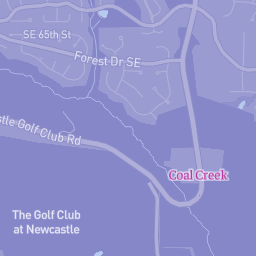 SE 65th St
Forest Dr SE
stle Golf Club Rd
Coal Creek
The Golf Club
at Newcastle